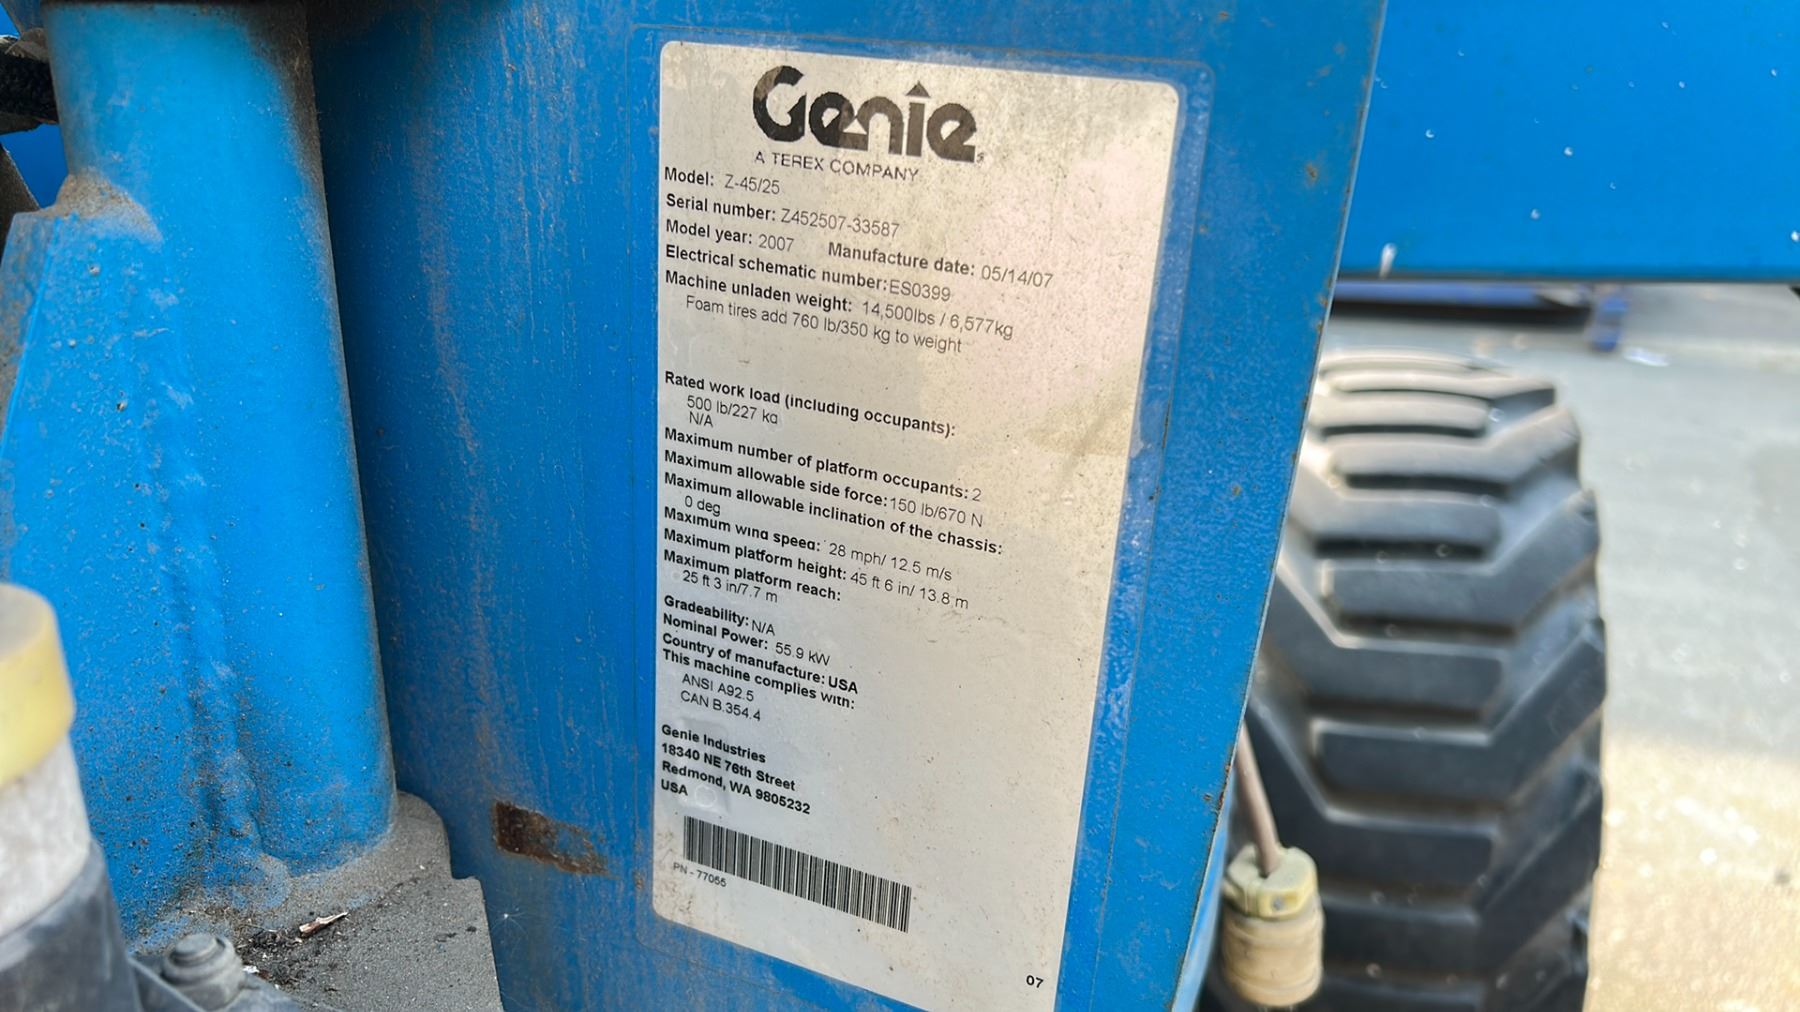 Genie
A TEREX COMPANY
Model: Z-45/25
Serial number: Z452507-33587
Model year: 2007 Manufacture date: 05/14/07
Electrical schematic number:ES0399
Machine unladen weight: 14,500lbs / 6,577kg
Foam tires add 760 lb/350 kg to weight
Rated work load (including occupants):
500 lb/227 kg
N/A
Maximum number of platform occupants: 2
Maximum allowable side force:150 lb/670 N
Maximum allowable inclination of the chassis:
0 deg
Maximum wind speed: 28 mph/ 12.5 m/s
Maximum platform height: 45 ft 6 in/ 13.8 m
Maximum platform reach:
25 ft 3 in/7.7 m
Gradeability: N/A
Nominal Power: 55.9 kW
Country of manufacture: USA
This machine complies with:
ANSI A92.5
CAN B.354.4
Genie Industries
18340 NE 76th Street
Redmond, WA 9805232
USA
PN - 77055
07